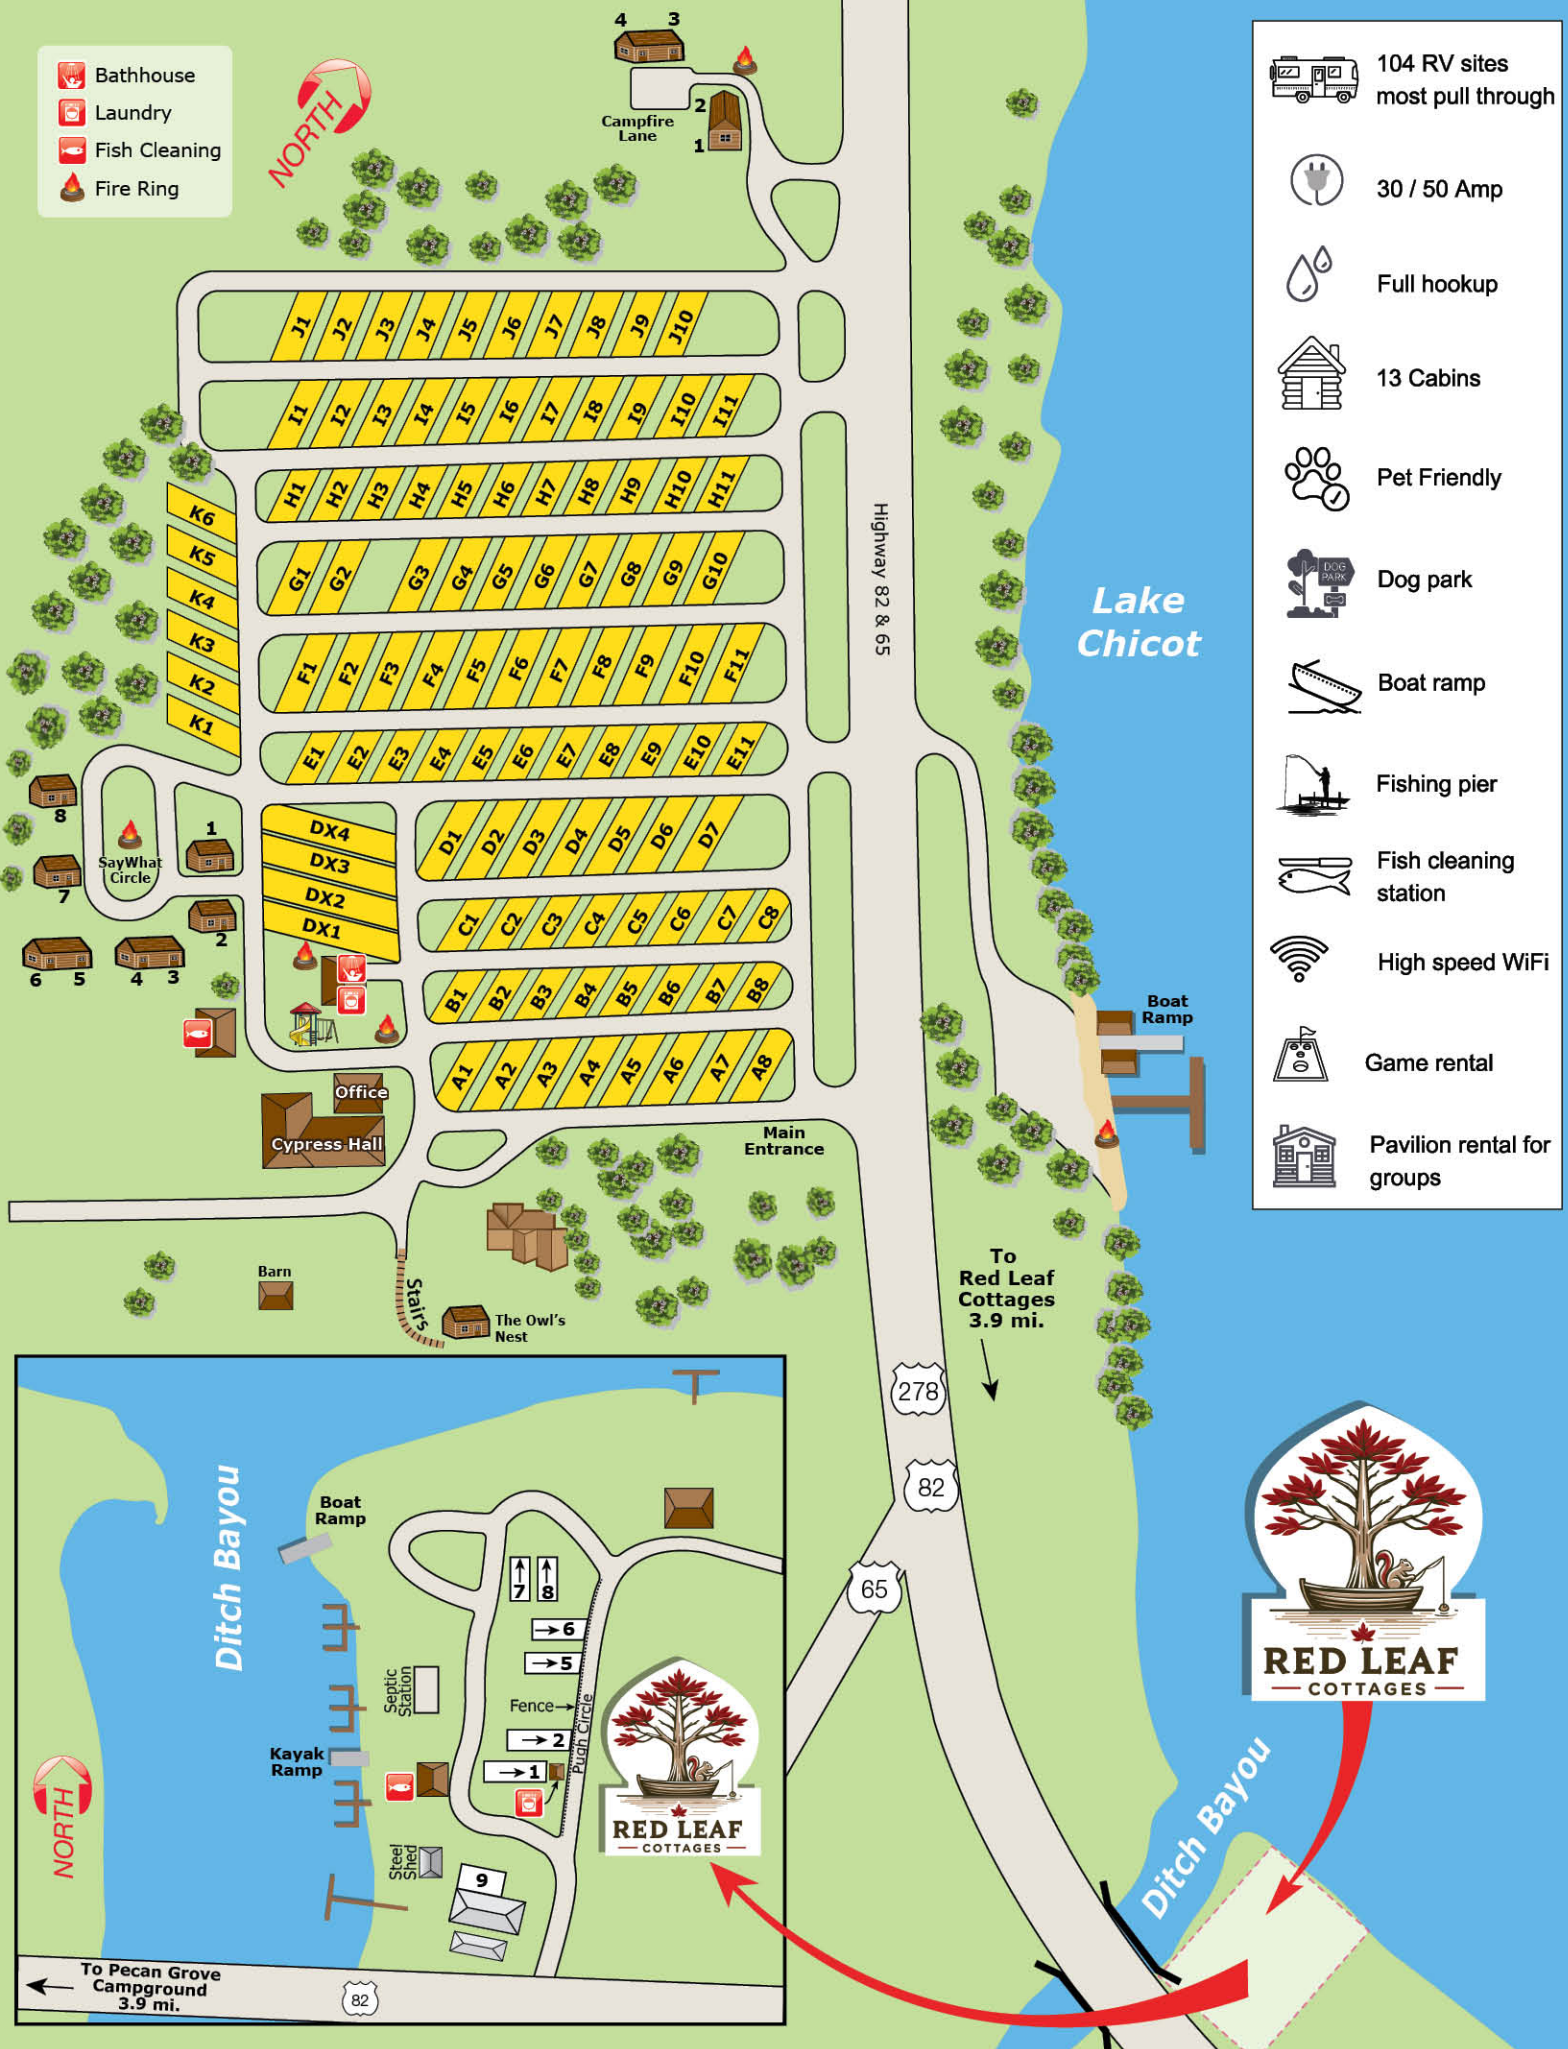 Bathhouse
Laundry
Fish Cleaning
Fire Ring
NORTH
4 3
2
1
Campfire
Lane
104 RV sites
most pull through
30 / 50 Amp
Full hookup
13 Cabins
Pet Friendly
DOG
PARK
Dog park
Boat ramp
Fishing pier
Fish cleaning
station
High speed WiFi
Game rental
Pavilion rental for
groups
J1 J2 J3 J4 J5 J6 J7 J8 J9 J10
I1 I2 I3 I4 I5 I6 I7 I8 I9 I10 I11
H1 H2 H3 H4 H5 H6 H7 H8 H9 H10 H11
G1 G2 G3 G4 G5 G6 G7 G8 G9 G10
F1 F2 F3 F4 F5 F6 F7 F8 F9 F10 F11
E1 E2 E3 E4 E5 E6 E7 E8 E9 E10 E11
K6
K5
K4
K3
K2
K1
Highway 82 & 65
Lake
Chicot
DX4
DX3
DX2
DX1
D1 D2 D3 D4 D5 D6 D7
C1 C2 C3 C4 C5 C6 C7 C8
B1 B2 B3 B4 B5 B6 B7 B8
A1 A2 A3 A4 A5 A6 A7 A8
8
1
SayWhat
Circle
7
2
6 5 4 3
Office
Cypress Hall
Main
Entrance
Boat
Ramp
Barn
Stairs
The Owl's
Nest
To
Red Leaf
Cottages
3.9 mi.
278
82
65
RED LEAF
COTTAGES
Ditch Bayou
Ditch Bayou
Boat
Ramp
7 8
6
5
Fence
2
1
Pugh Circle
Septic
Station
Kayak
Ramp
Steel
Shed
9
NORTH
RED LEAF
COTTAGES
To Pecan Grove
Campground
3.9 mi.
82